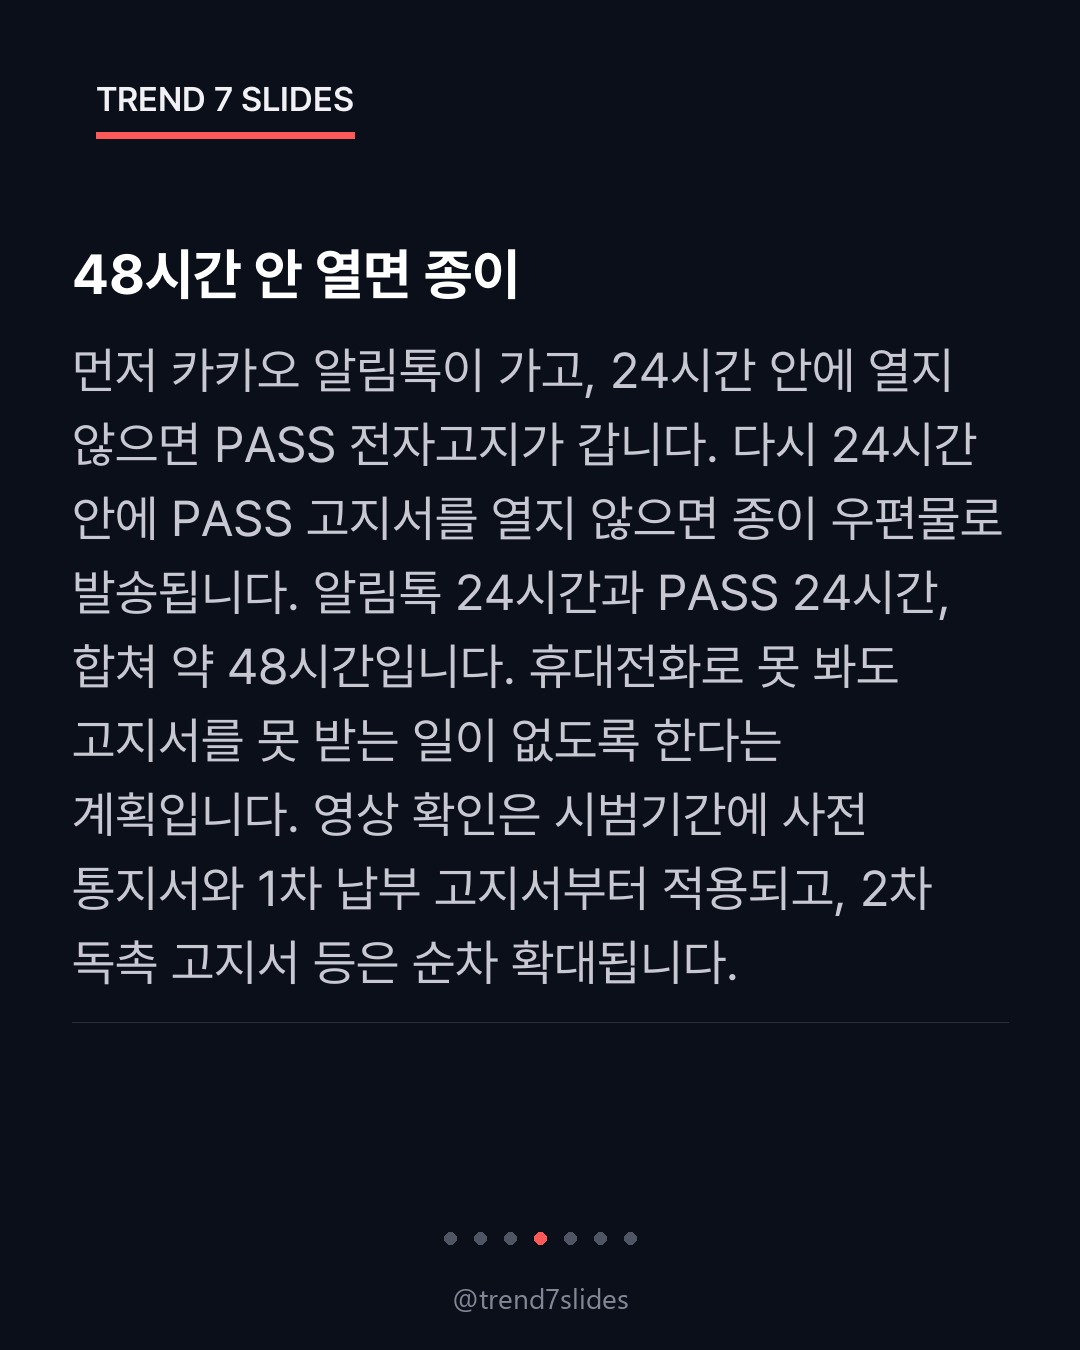 TREND 7 SLIDES
48시간 안 열면 종이
먼저 카카오 알림톡이 가고, 24시간 안에 열지
않으면 PASS 전자고지가 갑니다. 다시 24시간
안에 PASS 고지서를 열지 않으면 종이 우편물로
발송됩니다. 알림톡 24시간과 PASS 24시간,
합쳐 약 48시간입니다. 휴대전화로 못 봐도
고지서를 못 받는 일이 없도록 한다는
계획입니다. 영상 확인은 시범기간에 사전
통지서와 1차 납부 고지서부터 적용되고, 2차
독촉 고지서 등은 순차 확대됩니다.
@trend7slides